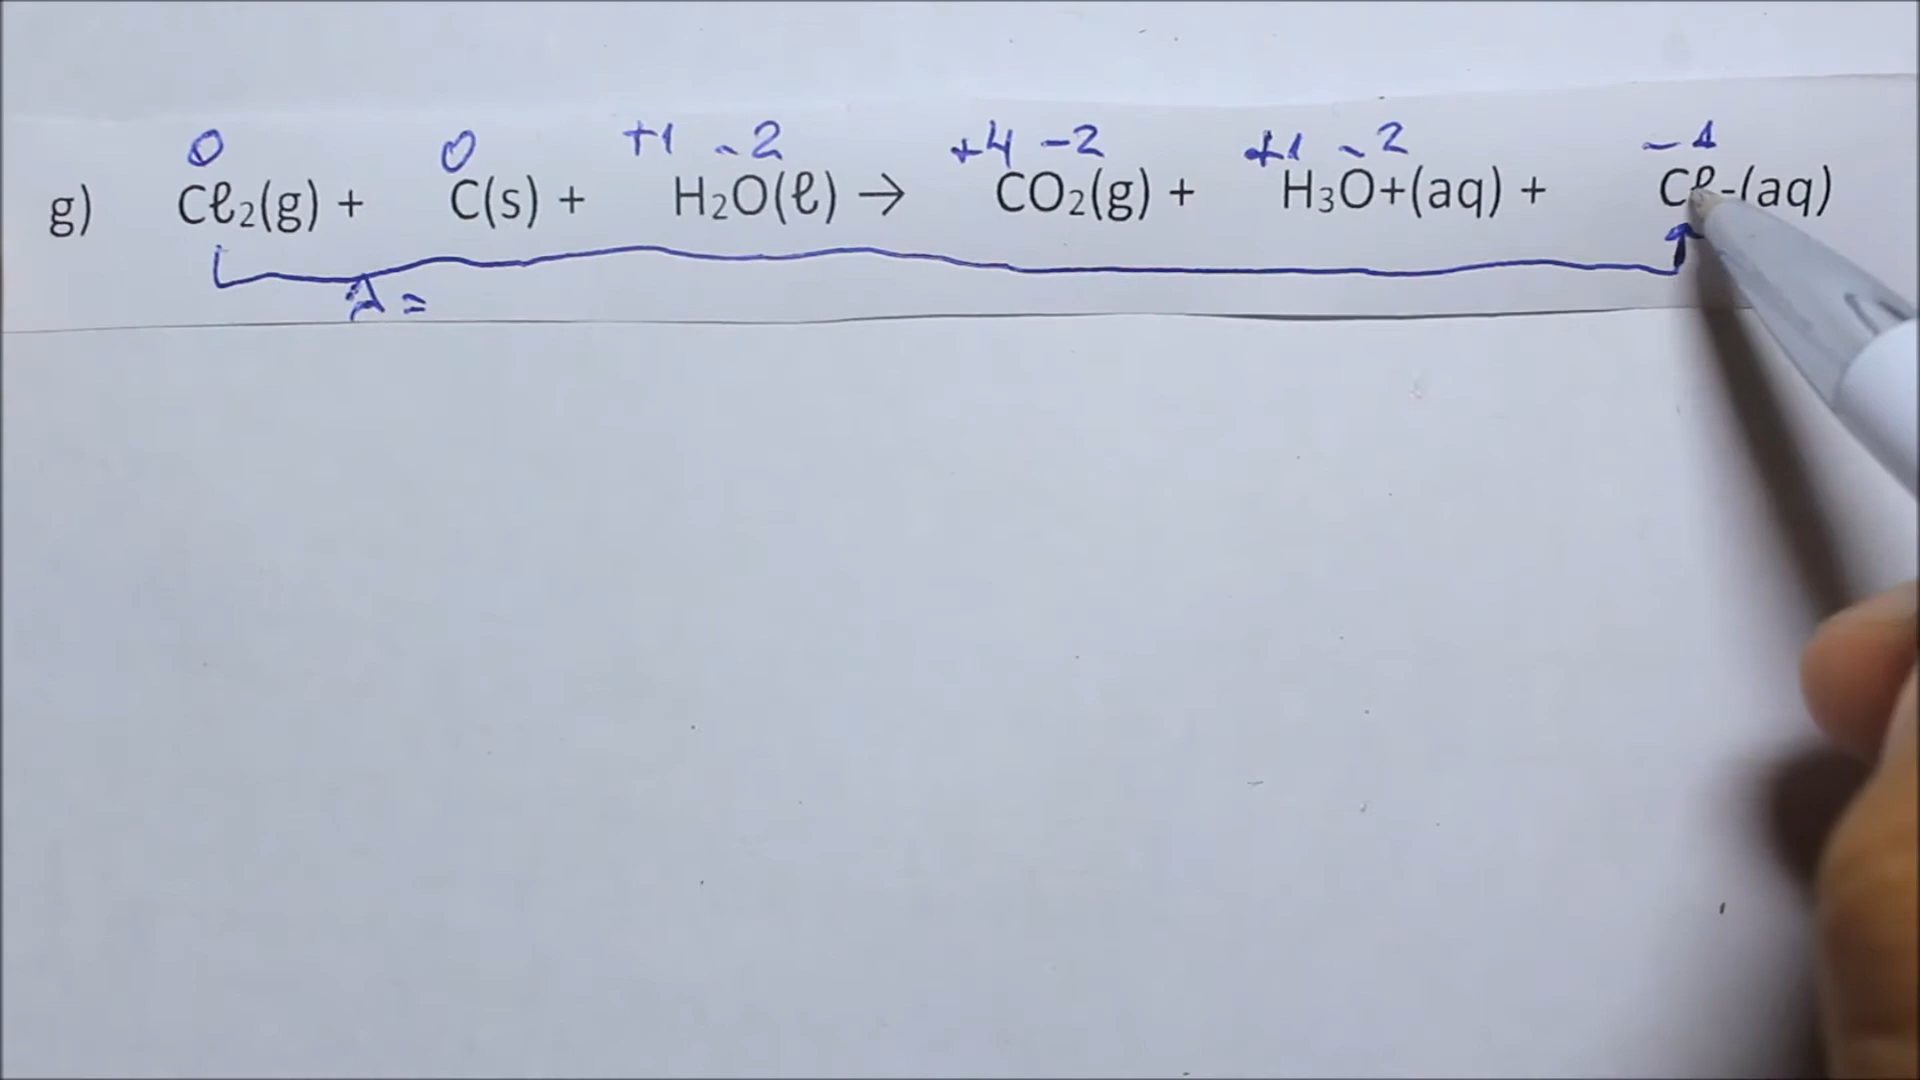 0 0 +1 -2 +4 -2 +1 -2 -1
g) Cℓ₂(g) + C(s) + H₂O(ℓ) → CO₂(g) + H₃O+(aq) + Cℓ-(aq)
Δ =